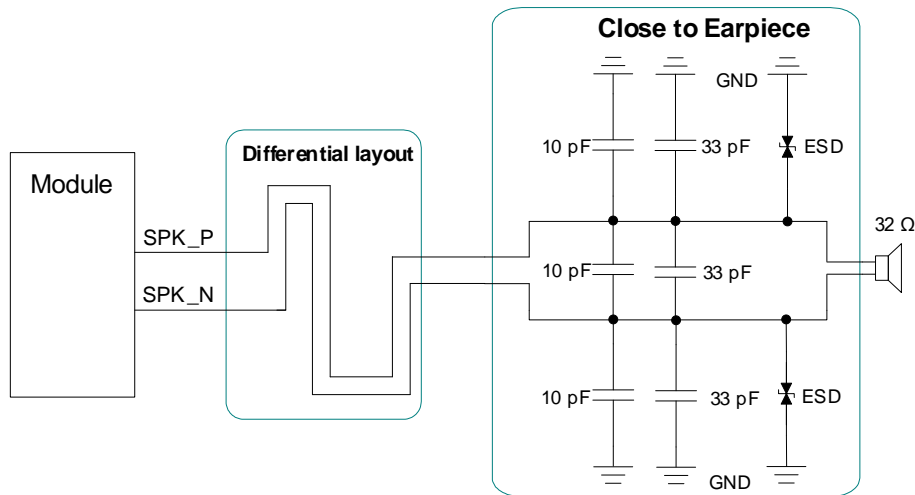 Close to Earpiece
GND
Differential layout
10 pF
33 pF
ESD
Module
SPK_P
32 Ω
10 pF
33 pF
SPK_N
10 pF
33 pF
ESD
GND